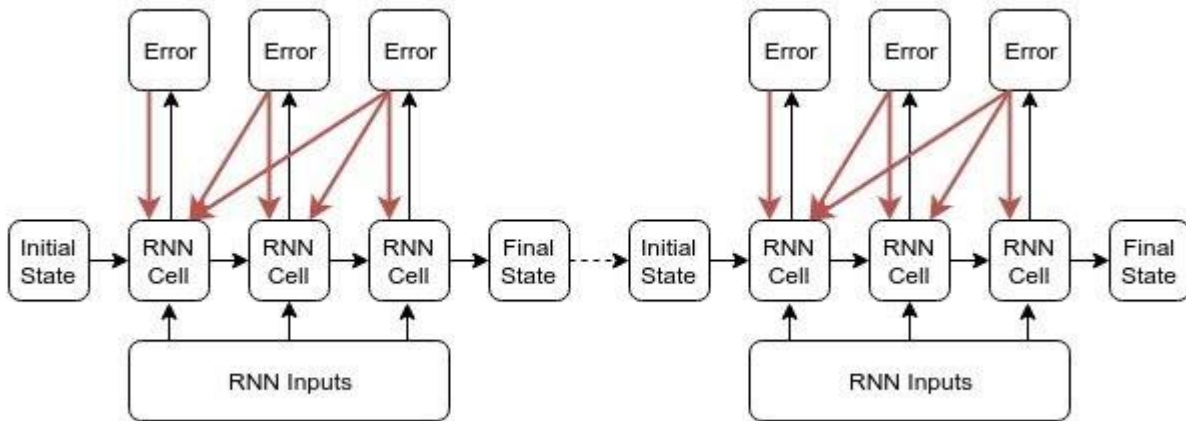 Error Error Error Error Error Error
Initial RNN RNN RNN Final Initial RNN RNN RNN Final
State Cell Cell Cell State State Cell Cell Cell State
RNN Inputs RNN Inputs